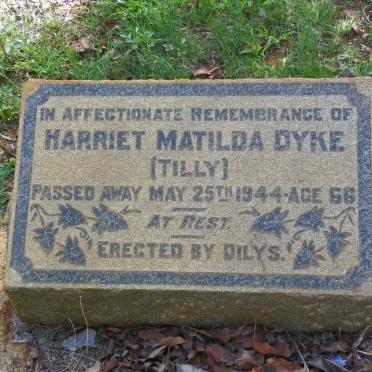 IN AFFECTIONATE REMEMBRANCE OF
HARRIET MATILDA DYKE
(TILLY)
PASSED AWAY MAY 25TH 1944·AGE 66
AT REST.
ERECTED BY DILYS.